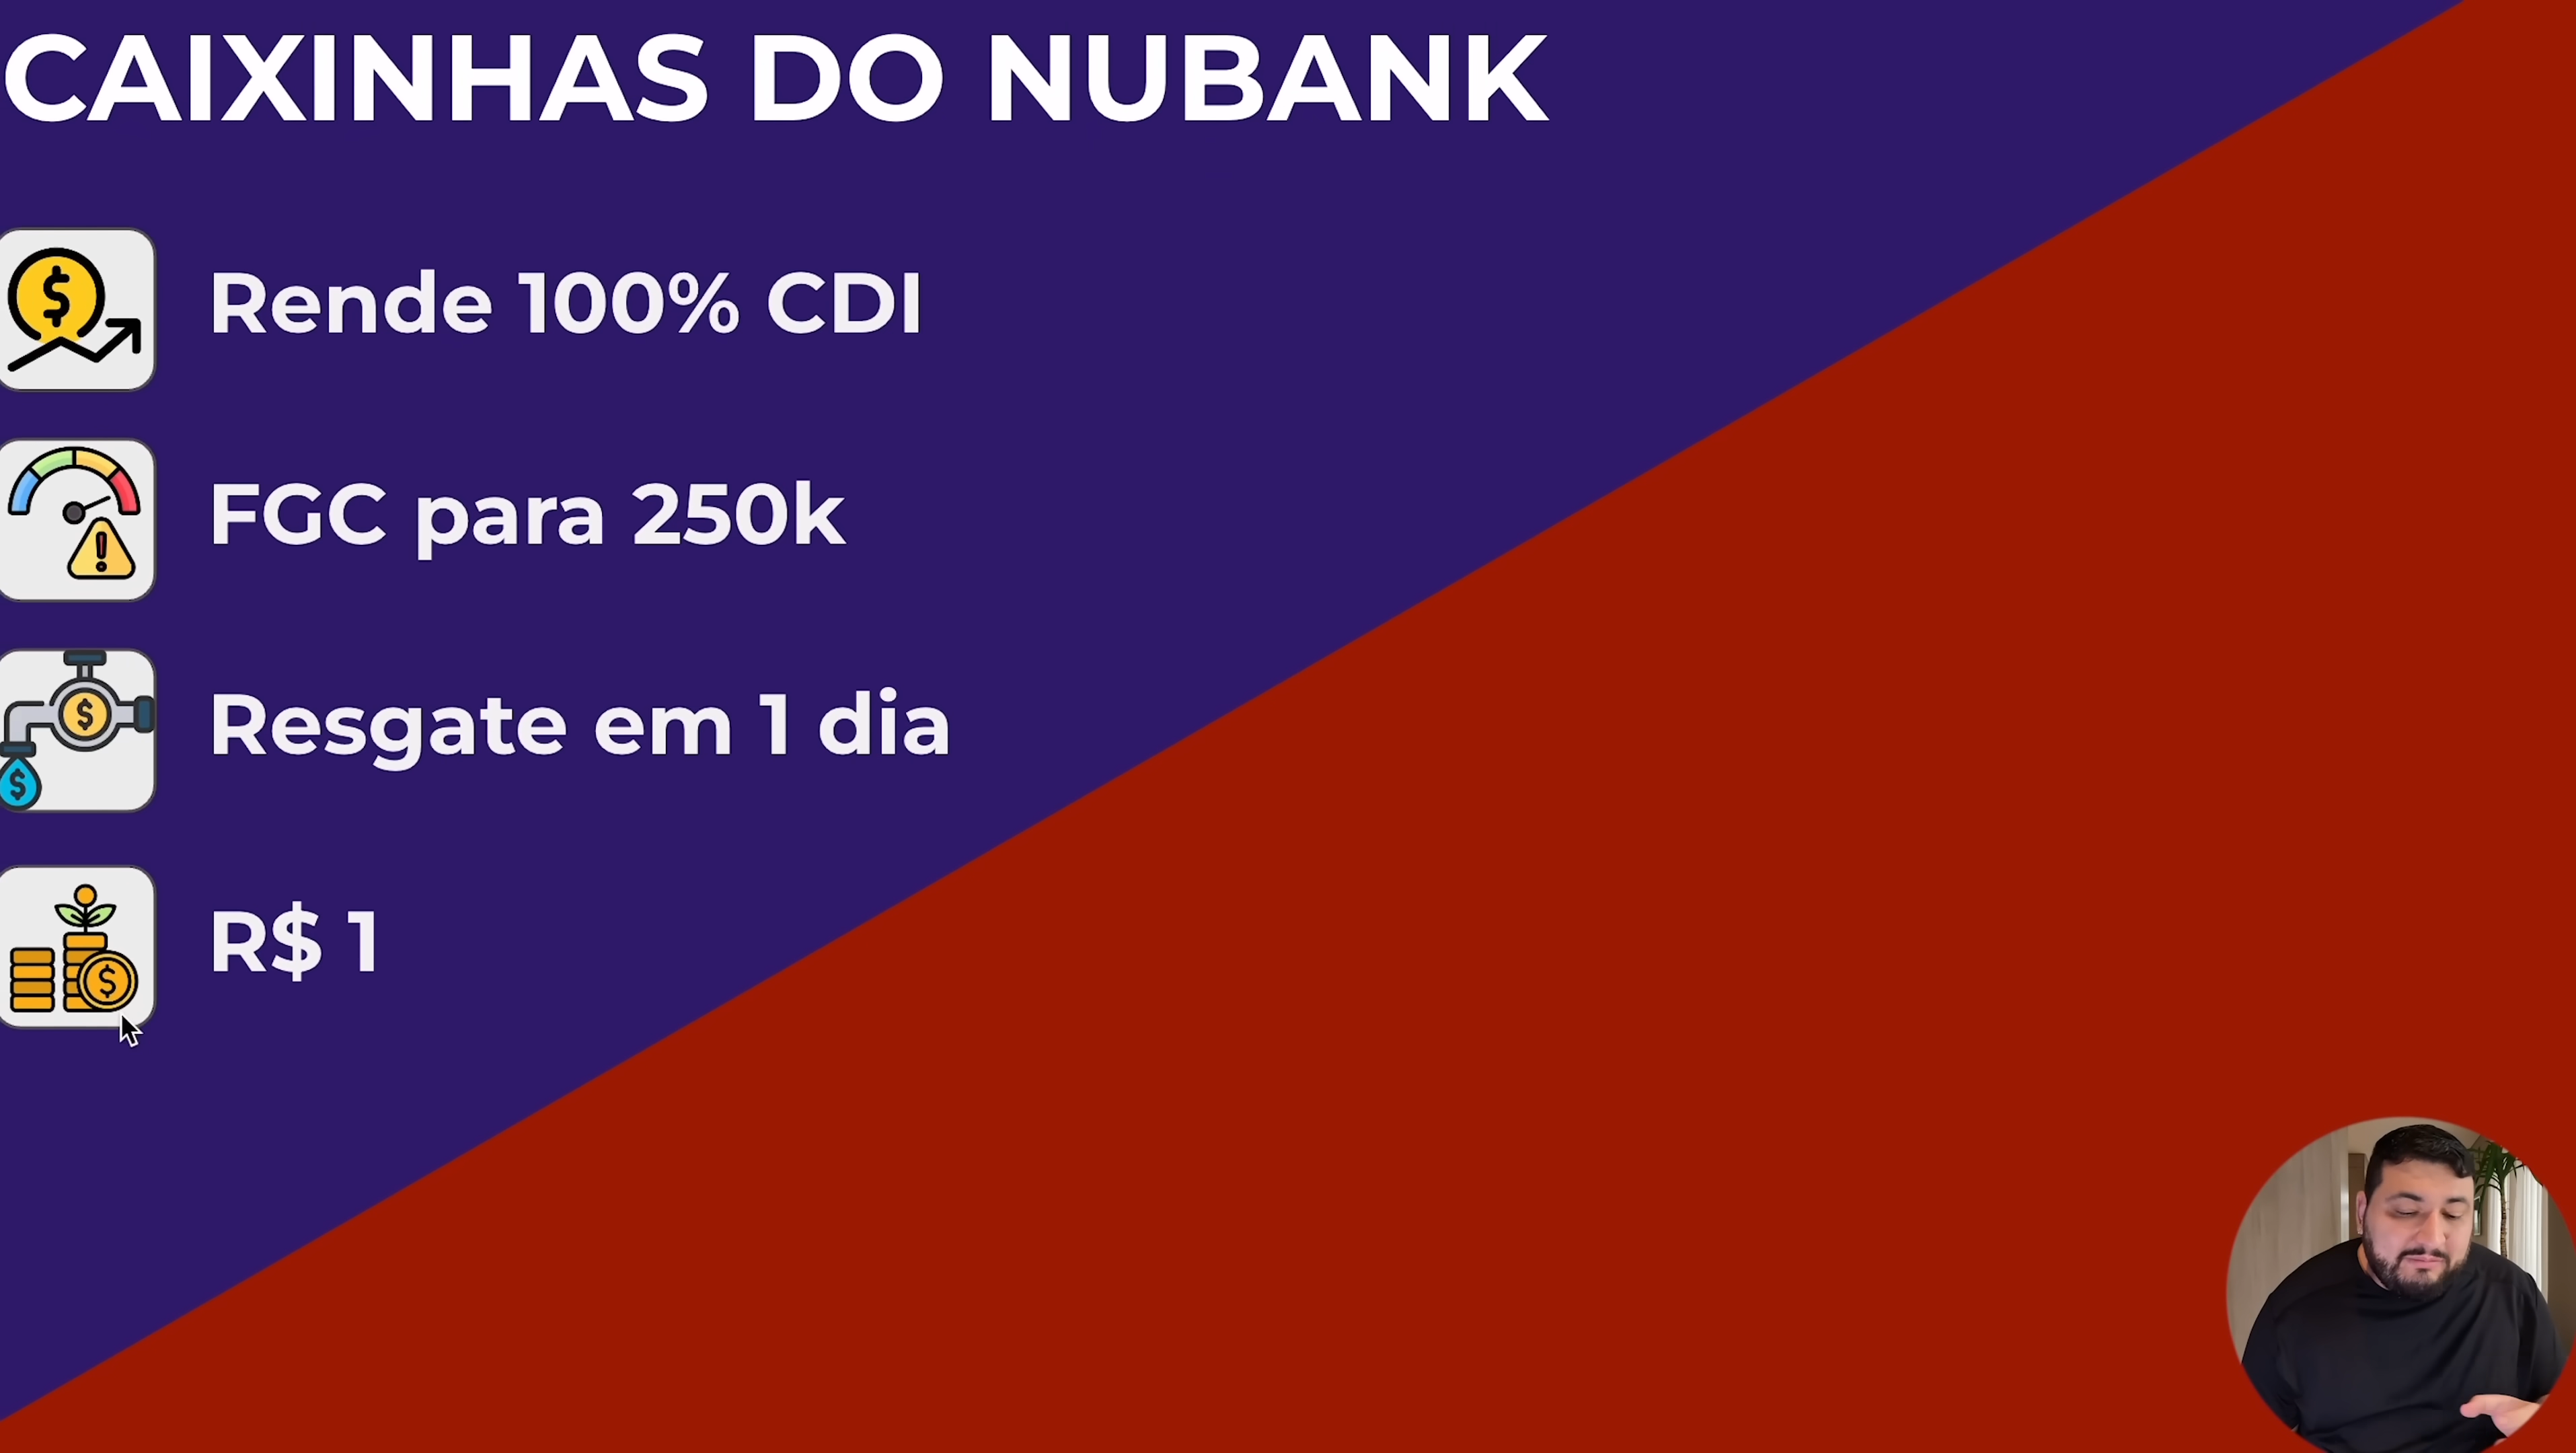 CAIXINHAS DO NUBANK
Rende 100% CDI
FGC para 250k
Resgate em 1 dia
R$ 1